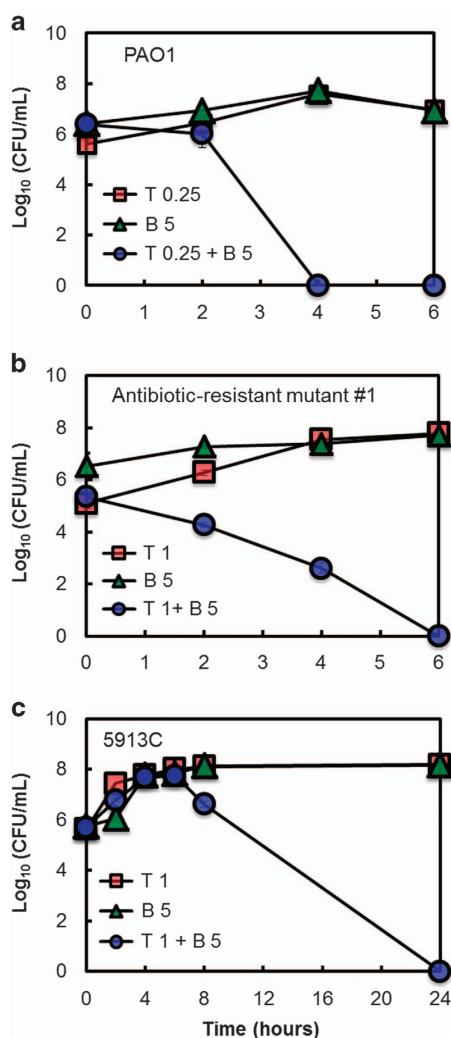 a
PAO1
Log10 (CFU/mL)
10
8
6
4
2
0
T 0.25
B 5
T 0.25 + B 5
0 1 2 3 4 5 6
b
Antibiotic-resistant mutant #1
Log10 (CFU/mL)
10
8
6
4
2
0
T 1
B 5
T 1+ B 5
0 1 2 3 4 5 6
c
5913C
Log10 (CFU/mL)
10
8
6
4
2
0
T 1
B 5
T 1 + B 5
0 4 8 12 16 20 24
Time (hours)